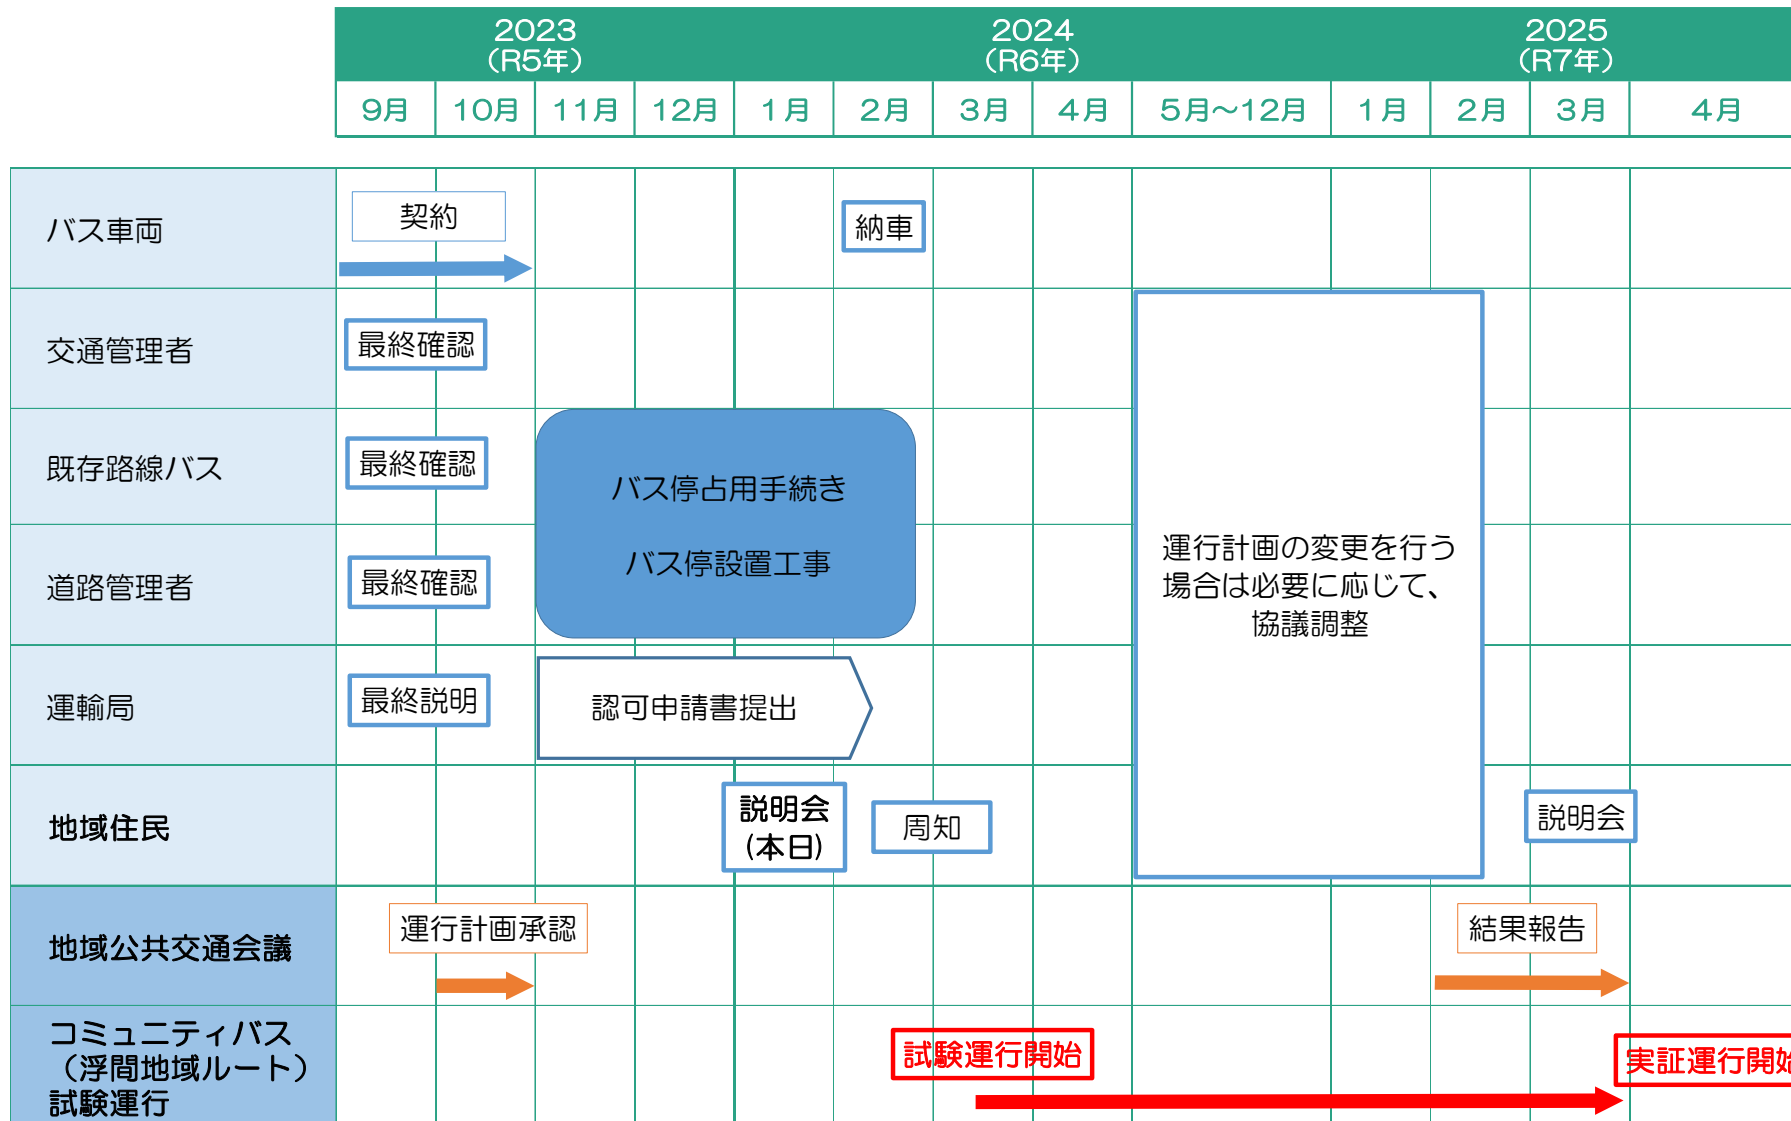 2023
（R5年）
2024
（R6年）
2025
（R7年）
9月
10月
11月
12月
1月
2月
3月
4月
5月～12月
1月
2月
3月
4月
バス車両
契約
納車
交通管理者
最終確認
既存路線バス
最終確認
バス停占用手続き
バス停設置工事
道路管理者
最終確認
運行計画の変更を行う
場合は必要に応じて、
協議調整
運輸局
最終説明
認可申請書提出
地域住民
説明会
(本日)
周知
説明会
地域公共交通会議
運行計画承認
結果報告
コミュニティバス
（浮間地域ルート）
試験運行
試験運行開始
実証運行開始